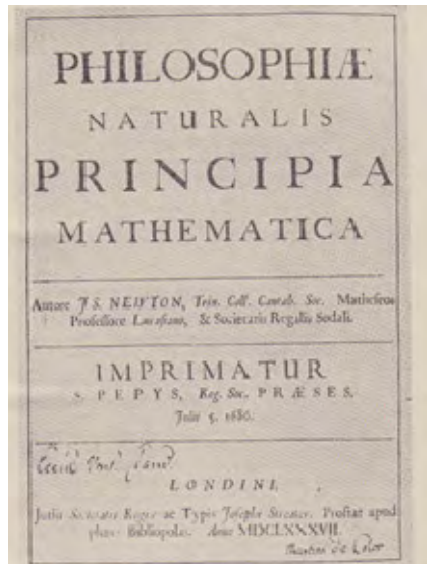 PHILOSOPHIÆ
NATURALIS
PRINCIPIA
MATHEMATICA
Autore JS. NEWTON, Trin. Coll. Cantab. Soc. Matheseos
Professore Lucasiano, & Societatis Regalis Sodali.
IMPRIMATUR
S. PEPYS, Reg. Soc. PRÆSES.
Julii 5. 1686.
LONDINI,
Jussu Societatis Regiæ ac Typis Josephi Streater. Prostat apud
plures Bibliopolas. Anno MDCLXXXVII.